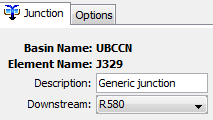 Junction Options
Basin Name: UBCCN
Element Name: J329
Description: Generic junction
Downstream: R580